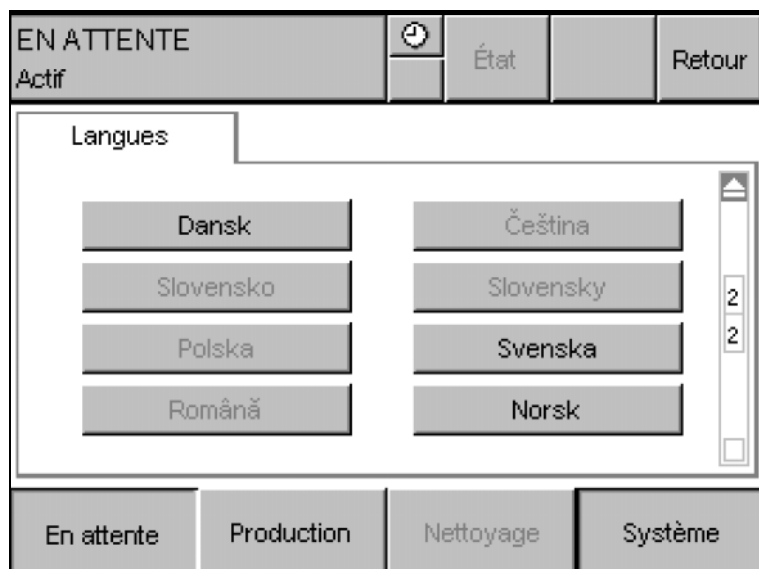 EN ATTENTE
Actif
État
Retour
Langues
Dansk
Čeština
Slovensko
Slovensky
2
Polska
Svenska
2
Română
Norsk
En attente
Production
Nettoyage
Système